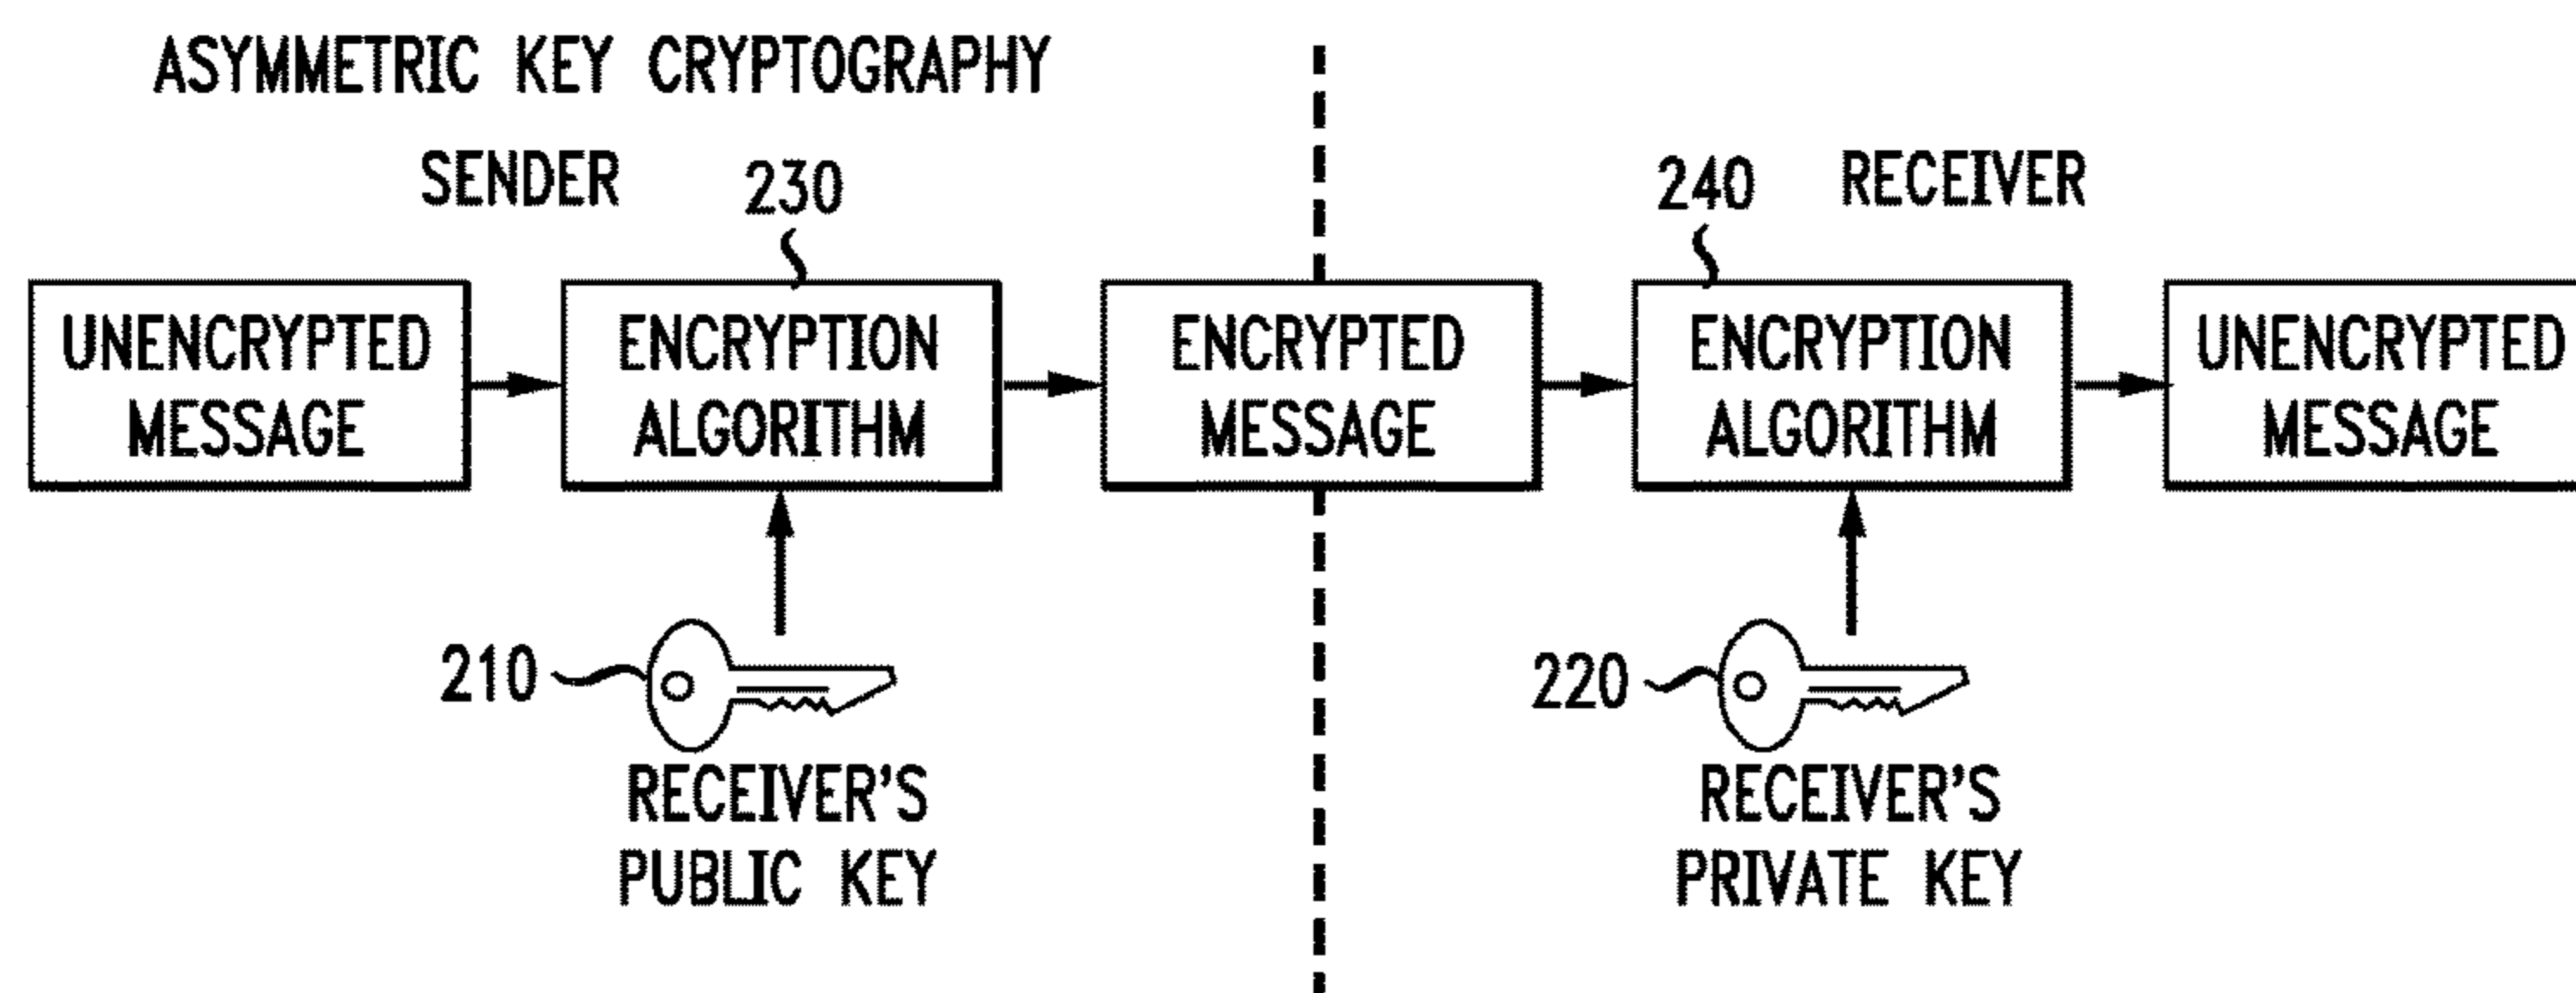 ASYMMETRIC KEY CRYPTOGRAPHY
SENDER
230
240
RECEIVER
UNENCRYPTED
MESSAGE
ENCRYPTION
ALGORITHM
ENCRYPTED
MESSAGE
ENCRYPTION
ALGORITHM
UNENCRYPTED
MESSAGE
210
RECEIVER'S
PUBLIC KEY
220
RECEIVER'S
PRIVATE KEY